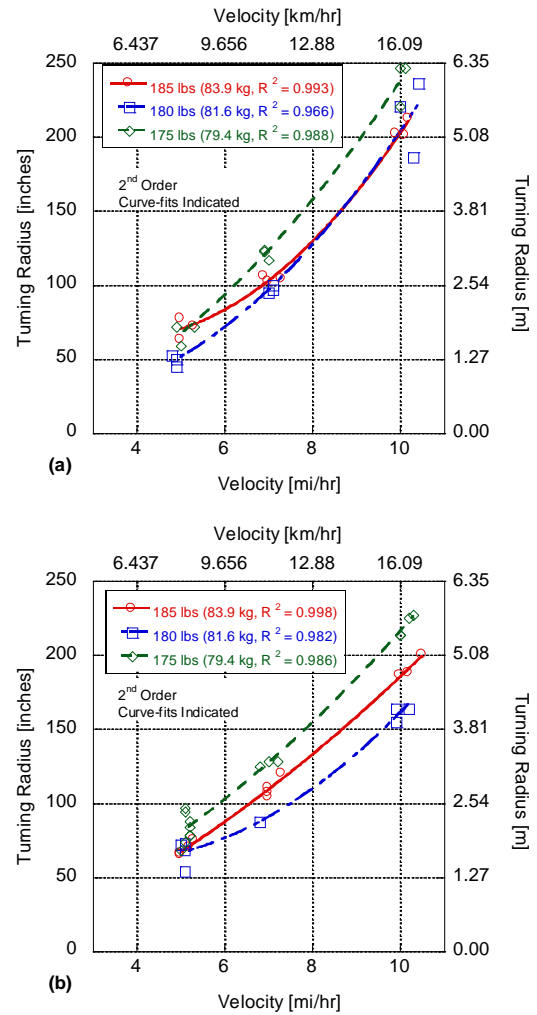 Velocity [km/hr]
6.437 9.656 12.88 16.09
250 6.35
185 lbs (83.9 kg, R 2 = 0.993)
180 lbs (81.6 kg, R 2 = 0.966)
175 lbs (79.4 kg, R 2 = 0.988)
200 5.08
2nd Order
Curve-fits Indicated
150 3.81
Turning Radius [inches]
Turning Radius [m]
100 2.54
50 1.27
0 0.00
4 6 8 10
(a)
Velocity [mi/hr]
Velocity [km/hr]
6.437 9.656 12.88 16.09
250 6.35
185 lbs (83.9 kg, R 2 = 0.998)
180 lbs (81.6 kg, R 2 = 0.982)
175 lbs (79.4 kg, R 2 = 0.986)
200 5.08
2nd Order
Curve-fits Indicated
150 3.81
Turning Radius [inches]
Turning Radius [m]
100 2.54
50 1.27
0 0.00
4 6 8 10
(b)
Velocity [mi/hr]